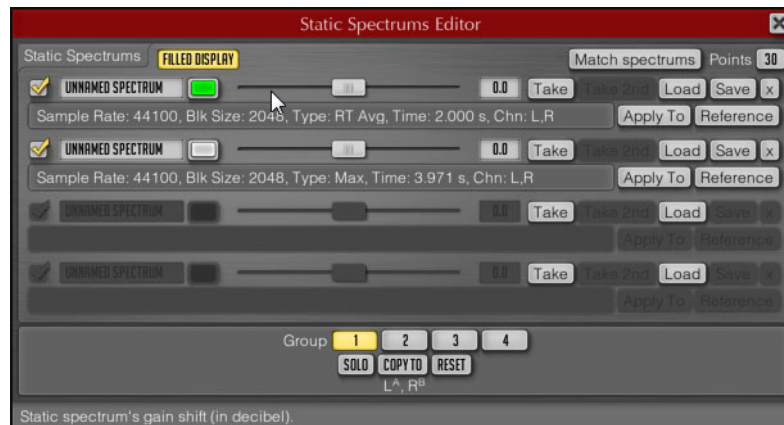 Static Spectrums Editor
Static Spectrums FILLED DISPLAY Match spectrums Points 30
UNNAMED SPECTRUM 0.0 Take Take 2nd Load Save x
Sample Rate: 44100, Blk Size: 2048, Type: RT Avg, Time: 2.000 s, Chn: L,R Apply To Reference
UNNAMED SPECTRUM 0.0 Take Take 2nd Load Save x
Sample Rate: 44100, Blk Size: 2048, Type: Max, Time: 3.971 s, Chn: L,R Apply To Reference
UNNAMED SPECTRUM 0.0 Take Take 2nd Load Save x
Apply To Reference
UNNAMED SPECTRUM 0.0 Take Take 2nd Load Save x
Apply To Reference
Group 1 2 3 4
SOLO COPY TO RESET
Lᴬ, Rᴮ
Static spectrum's gain shift (in decibel).